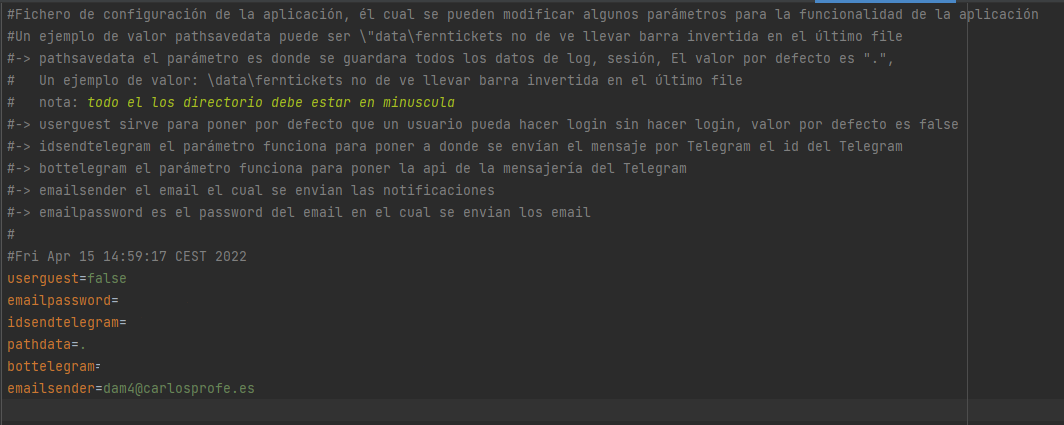 #Fichero de configuración de la aplicación, él cual se pueden modificar algunos parámetros para la funcionalidad de la aplicación
#Un ejemplo de valor pathsavedata puede ser \"data\ferntickets no de ve llevar barra invertida en el último file
#-> pathsavedata el parámetro es donde se guardara todos los datos de log, sesión, El valor por defecto es ".",
#   Un ejemplo de valor: \data\ferntickets no de ve llevar barra invertida en el último file
#   nota: todo el los directorio debe estar en minuscula
#-> userguest sirve para poner por defecto que un usuario pueda hacer login sin hacer login, valor por defecto es false
#-> idsendtelegram el parámetro funciona para poner a donde se envían el mensaje por Telegram el id del Telegram
#-> bottelegram el parámetro funciona para poner la api de la mensajería del Telegram
#-> emailsender el email el cual se envian las notificaciones
#-> emailpassword es el password del email en el cual se envian los email
#
#Fri Apr 15 14:59:17 CEST 2022
userguest=false
emailpassword=
idsendtelegram=
pathdata=.
bottelegram=
emailsender=dam4@carlosprofe.es